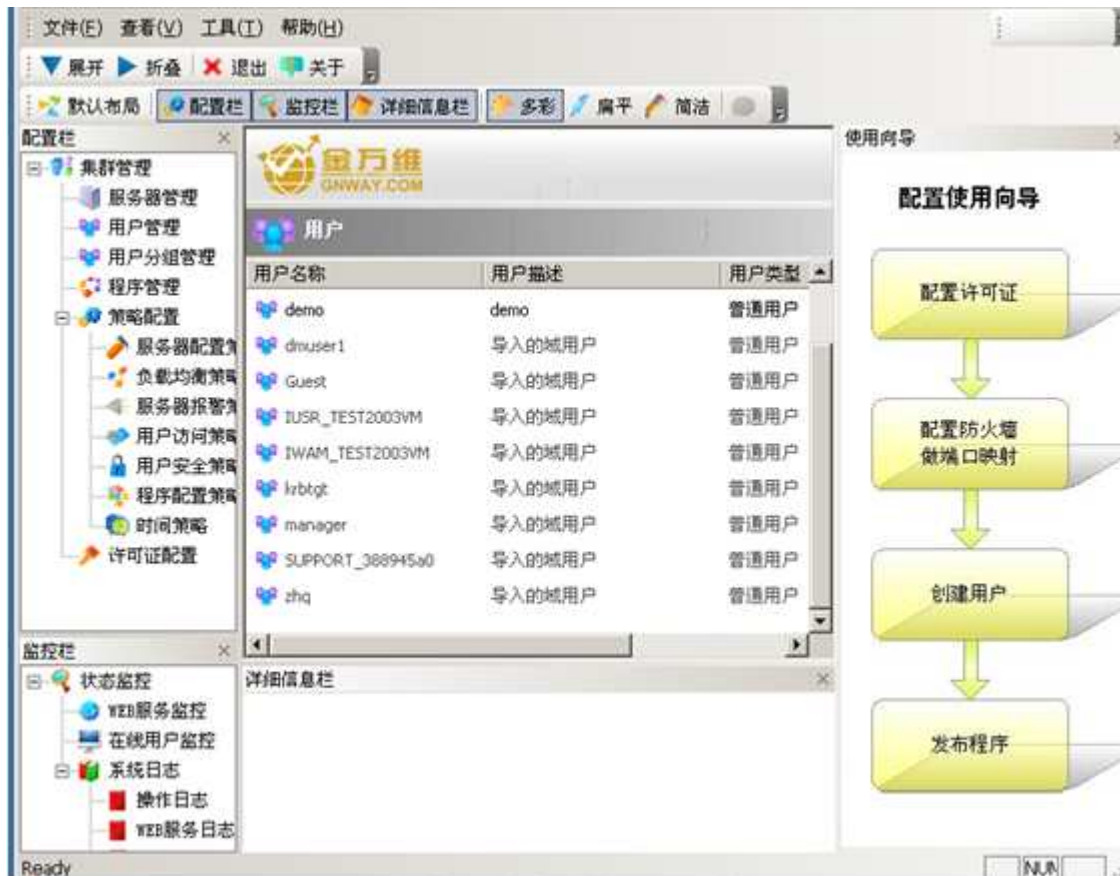 文件(F) 查看(V) 工具(T) 帮助(H)
展开 折叠 退出 关于
默认布局 配置栏 监控栏 详细信息栏 多彩 扁平 简洁
配置栏
集群管理
服务器管理
用户管理
用户分组管理
程序管理
策略配置
服务器配置
负载均衡策略
服务器报警
用户访问策略
用户安全策略
程序配置策略
时间策略
许可证配置
监控栏
状态监控
WEB服务监控
在线用户监控
系统日志
操作日志
WEB服务日志
金万维
GNWAY.COM
用户
用户名称 用户描述 用户类型
demo demo 普通用户
dmuser1 导入的域用户 普通用户
Guest 导入的域用户 普通用户
IUSR_TEST2003VM 导入的域用户 普通用户
IWAM_TEST2003VM 导入的域用户 普通用户
krbtgt 导入的域用户 普通用户
manager 导入的域用户 普通用户
SUPPORT_388945a0 导入的域用户 普通用户
zhq 导入的域用户 普通用户
详细信息栏
使用向导
配置使用向导
配置许可证
配置防火墙
做端口映射
创建用户
发布程序
Ready
NUM